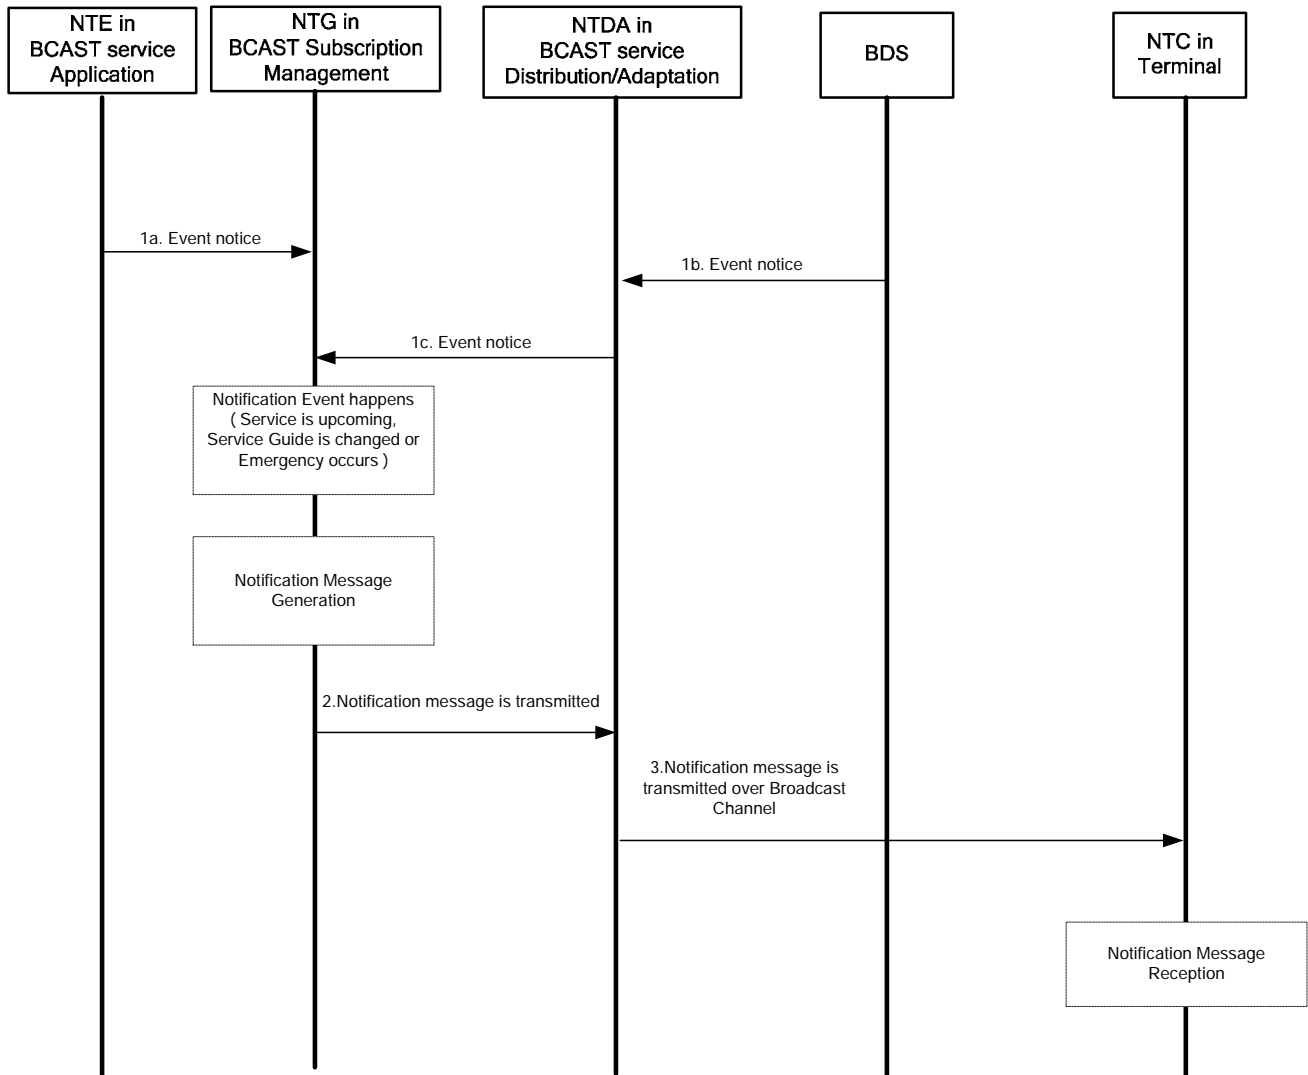 NTE in
BCAST service
Application
NTG in
BCAST Subscription
Management
NTDA in
BCAST service
Distribution/Adaptation
BDS
NTC in
Terminal
1a. Event notice
1b. Event notice
1c. Event notice
Notification Event happens
( Service is upcoming,
Service Guide is changed or
Emergency occurs )
Notification Message
Generation
2.Notification message is transmitted
3.Notification message is
transmitted over Broadcast
Channel
Notification Message
Reception